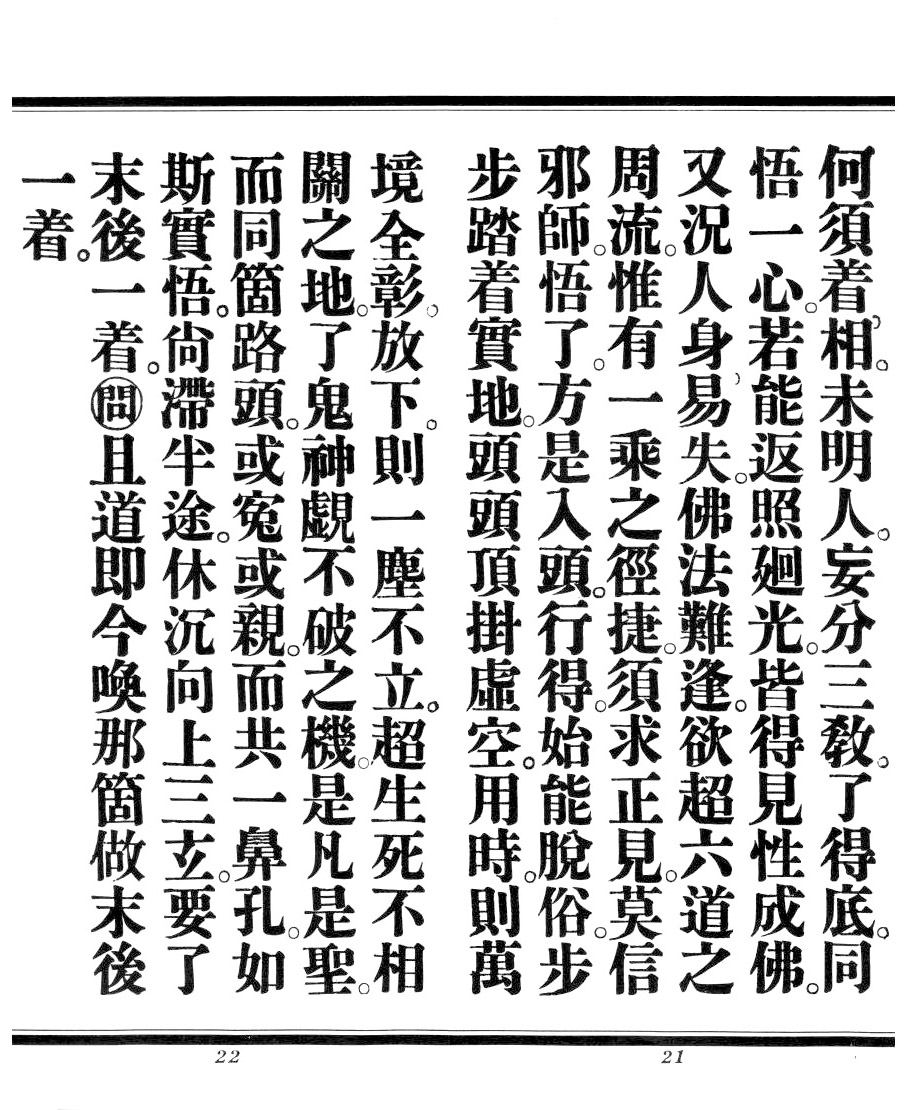 何須着相。未明人。妄分三敎。了得底。同
悟一心。若能返照廻光。皆得見性成佛。
又況人身易失。佛法難逢。欲超六道之
周流。惟有一乘之徑捷。須求正見。莫信
邪師。悟了。方是入頭。行得。始能脫俗。步
步踏着實地。頭頭頂掛虛空。用時。則萬
境全彰。放下。則一塵不立。超生死不相
關之地。了鬼神覷不破之機。是凡是聖。
而同箇路頭。或寃或親。而共一鼻孔。如
斯實悟。尙滯半途。休沉向上三玄。要了
末後一着。㊄問且道即今喚那箇做末後
一着。
21
22